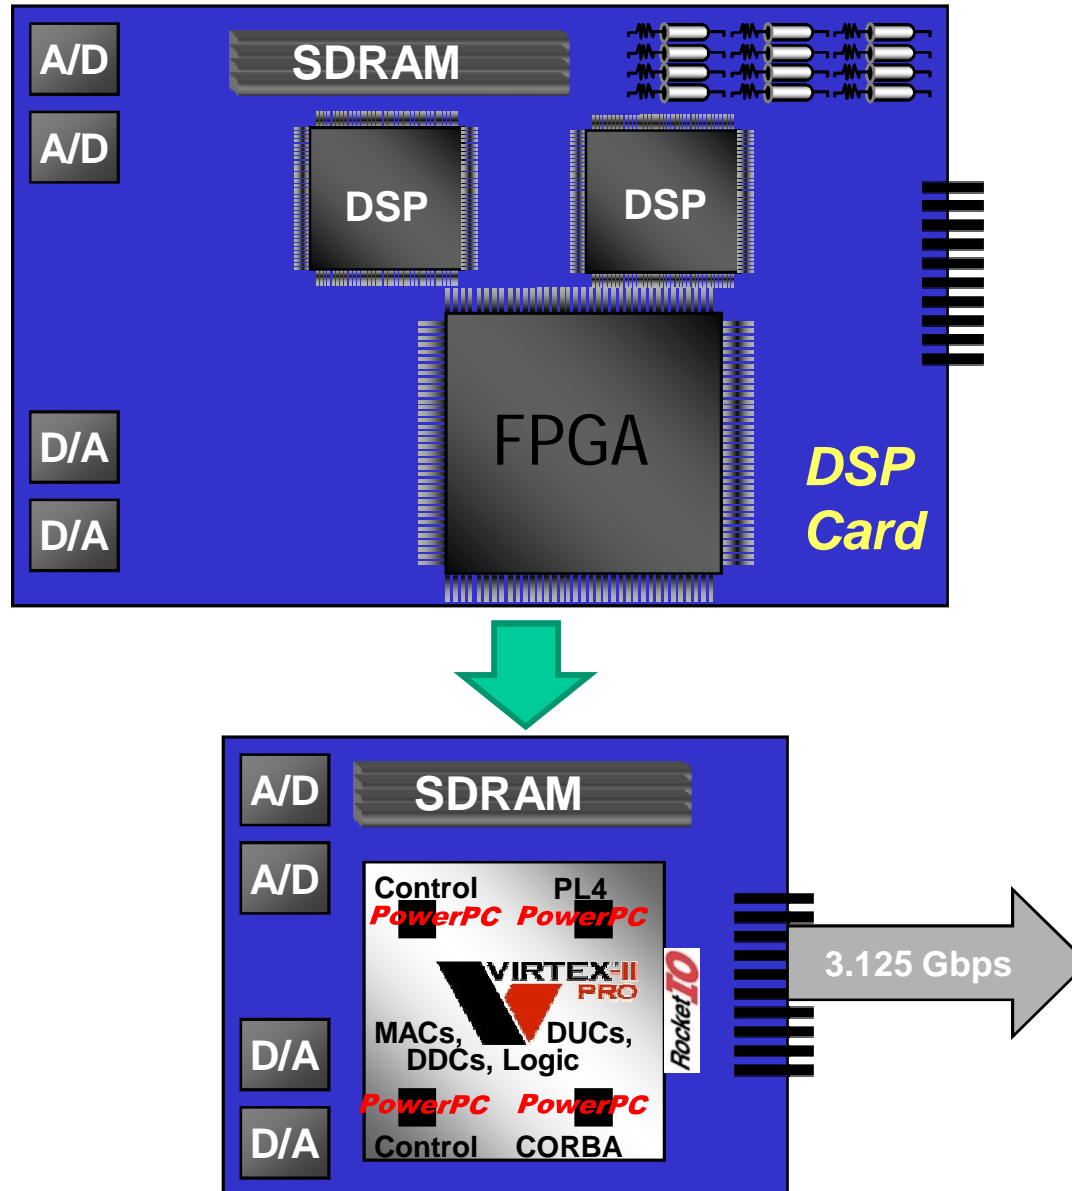 A/D
SDRAM
A/D
DSP
DSP
FPGA
D/A
D/A
DSP
Card
A/D
SDRAM
A/D
Control
PL4
PowerPC
PowerPC
VIRTEX-II
PRO
RocketIO
3.125 Gbps
MACs,
DUCs,
DDCs, Logic
D/A
PowerPC
PowerPC
D/A
Control
CORBA